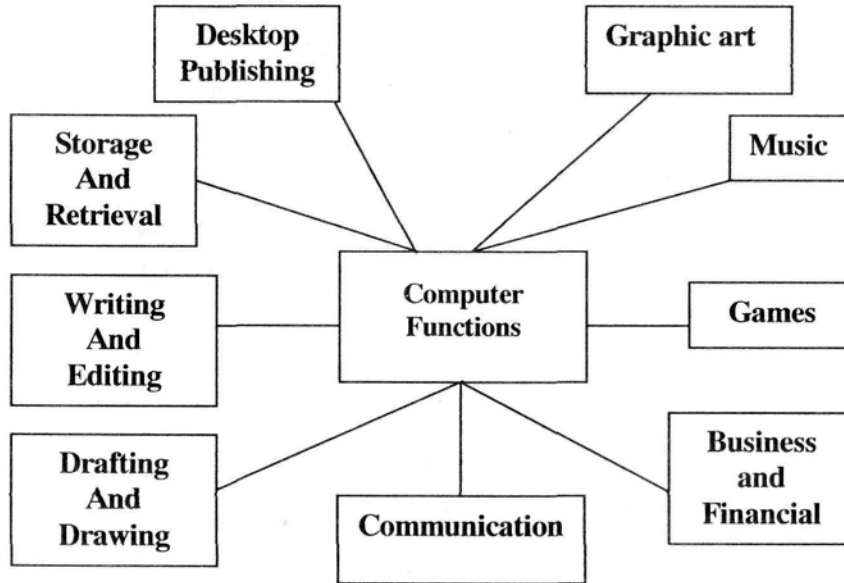 Desktop
Publishing
Graphic art
Storage
And
Retrieval
Music
Computer
Functions
Writing
And
Editing
Games
Drafting
And
Drawing
Communication
Business
and
Financial